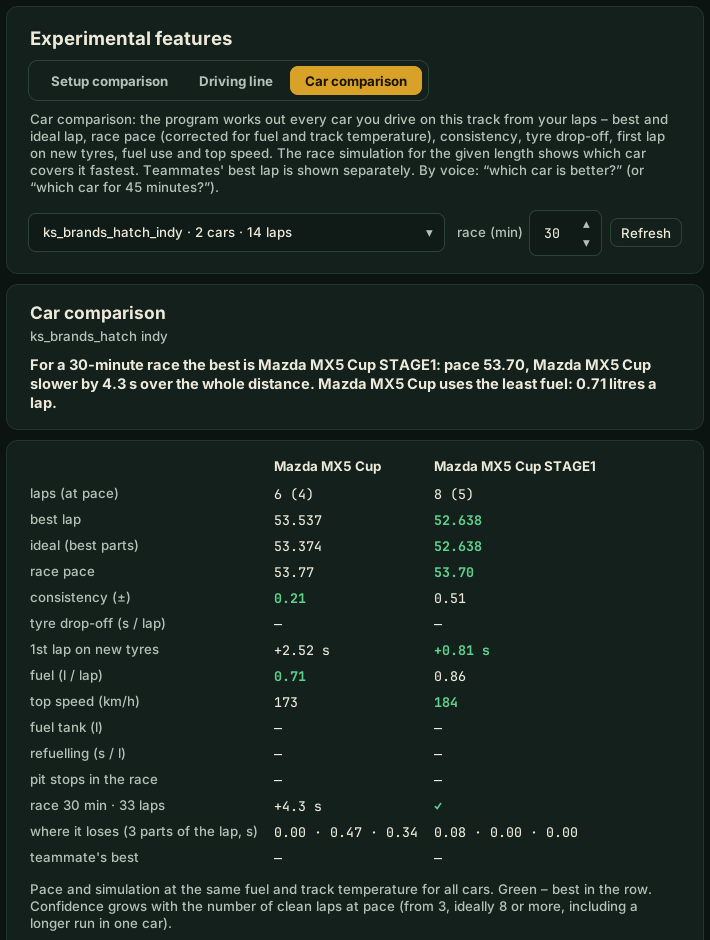 Experimental features
Setup comparison Driving line Car comparison
Car comparison: the program works out every car you drive on this track from your laps – best and
ideal lap, race pace (corrected for fuel and track temperature), consistency, tyre drop-off, first lap
on new tyres, fuel use and top speed. The race simulation for the given length shows which car
covers it fastest. Teammates' best lap is shown separately. By voice: “which car is better?” (or
“which car for 45 minutes?”).
ks_brands_hatch_indy · 2 cars · 14 laps ▾ race (min) 30 ▲ ▼ Refresh
Car comparison
ks_brands_hatch indy
For a 30-minute race the best is Mazda MX5 Cup STAGE1: pace 53.70, Mazda MX5 Cup
slower by 4.3 s over the whole distance. Mazda MX5 Cup uses the least fuel: 0.71 litres a
lap.
Mazda MX5 Cup Mazda MX5 Cup STAGE1
laps (at pace) 6 (4) 8 (5)
best lap 53.537 52.638
ideal (best parts) 53.374 52.638
race pace 53.77 53.70
consistency (±) 0.21 0.51
tyre drop-off (s / lap) — —
1st lap on new tyres +2.52 s +0.81 s
fuel (l / lap) 0.71 0.86
top speed (km/h) 173 184
fuel tank (l) — —
refuelling (s / l) — —
pit stops in the race — —
race 30 min · 33 laps +4.3 s ✓
where it loses (3 parts of the lap, s) 0.00 · 0.47 · 0.34 0.08 · 0.00 · 0.00
teammate's best — —
Pace and simulation at the same fuel and track temperature for all cars. Green – best in the row.
Confidence grows with the number of clean laps at pace (from 3, ideally 8 or more, including a
longer run in one car).